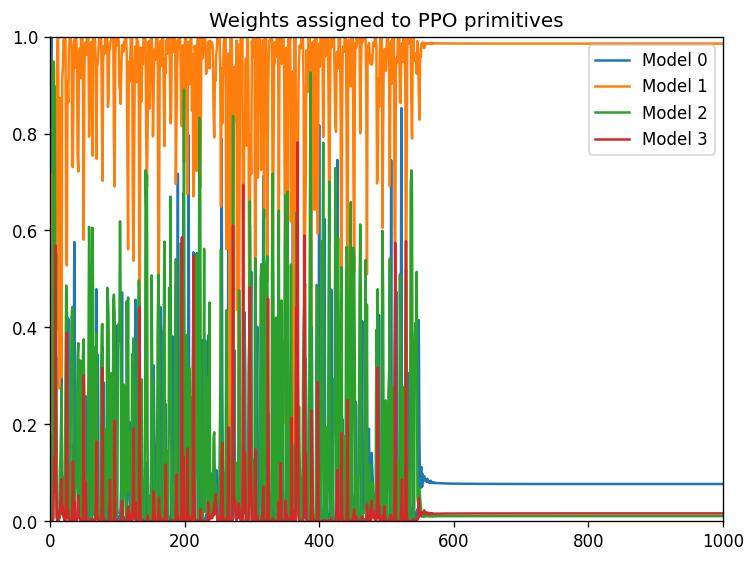 Weights assigned to PPO primitives
1.0
0.8
0.6
0.4
0.2
0.0
Model 0
Model 1
Model 2
Model 3
0 200 400 600 800 1000